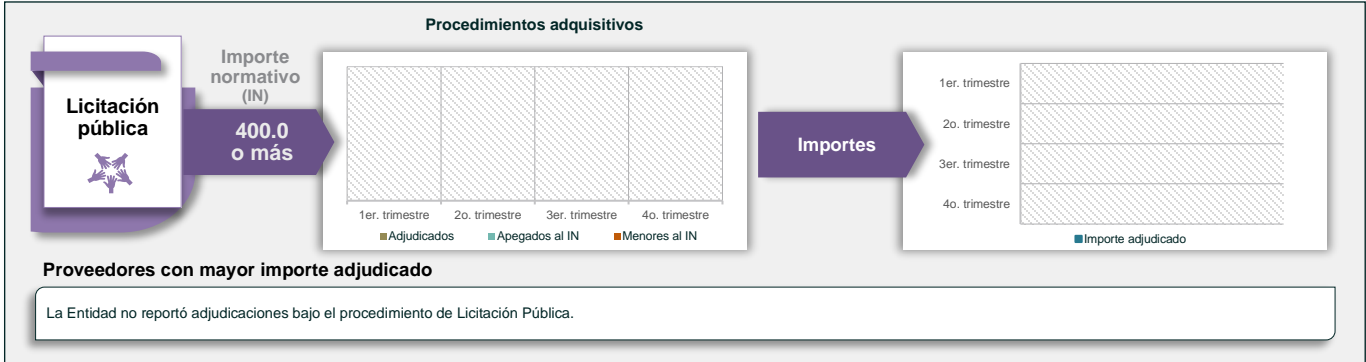 Procedimientos adquisitivos
Licitación
pública
Importe
normativo
(IN)
400.0
o más
1er. trimestre 2o. trimestre 3er. trimestre 4o. trimestre
Adjudicados Apegados al IN Menores al IN
Importes
1er. trimestre
2o. trimestre
3er. trimestre
4o. trimestre
Importe adjudicado
Proveedores con mayor importe adjudicado
La Entidad no reportó adjudicaciones bajo el procedimiento de Licitación Pública.